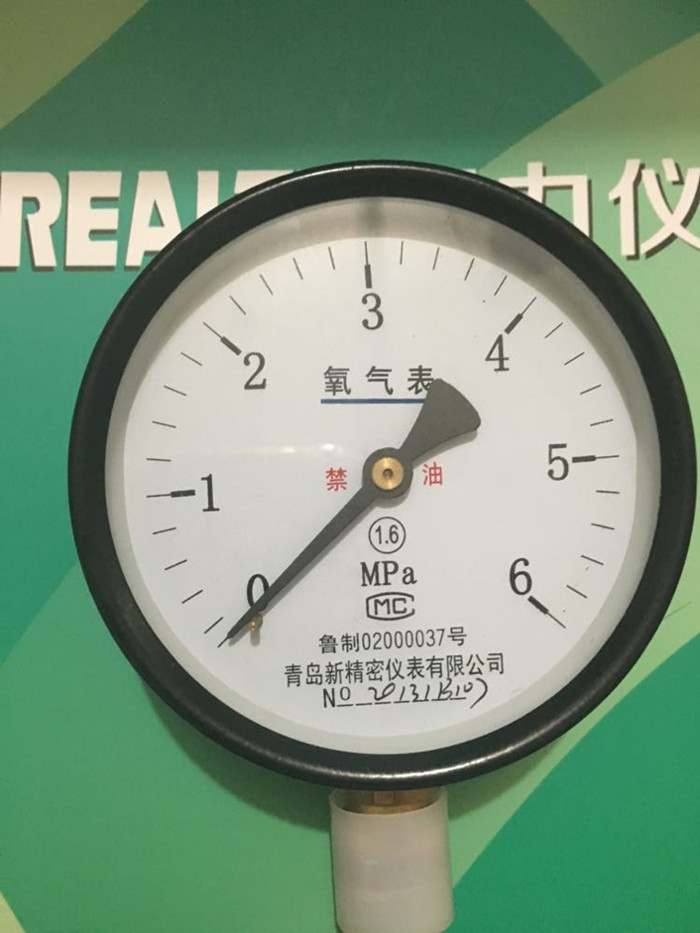 REAL
力仪
3
2
4
氧气表
5
禁油
1
1.6
MPa
0
6
MC
鲁制02000037号
青岛新精密仪表有限公司
No